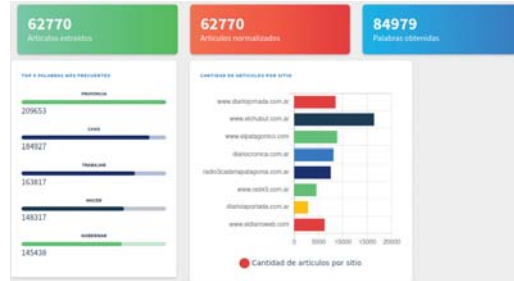 62770
Artículos extraídos
62770
Artículos normalizados
84979
Palabras obtenidas
TOP 5 PALABRAS MÁS FRECUENTES
PROVINCIA
209653
CASO
184927
TRABAJAR
163817
HACER
148317
GOBERNAR
145438
CANTIDAD DE ARTICULOS POR SITIO
www.diariojornada.com.ar
www.elchubut.com.ar
www.elpatagonico.com
diariocronica.com.ar
radio3cadenapatagonia.com.ar
www.red43.com.ar
diariolaportada.com.ar
www.eldiarioweb.com
0 5000 10000 15000 20000
Cantidad de artículos por sitio